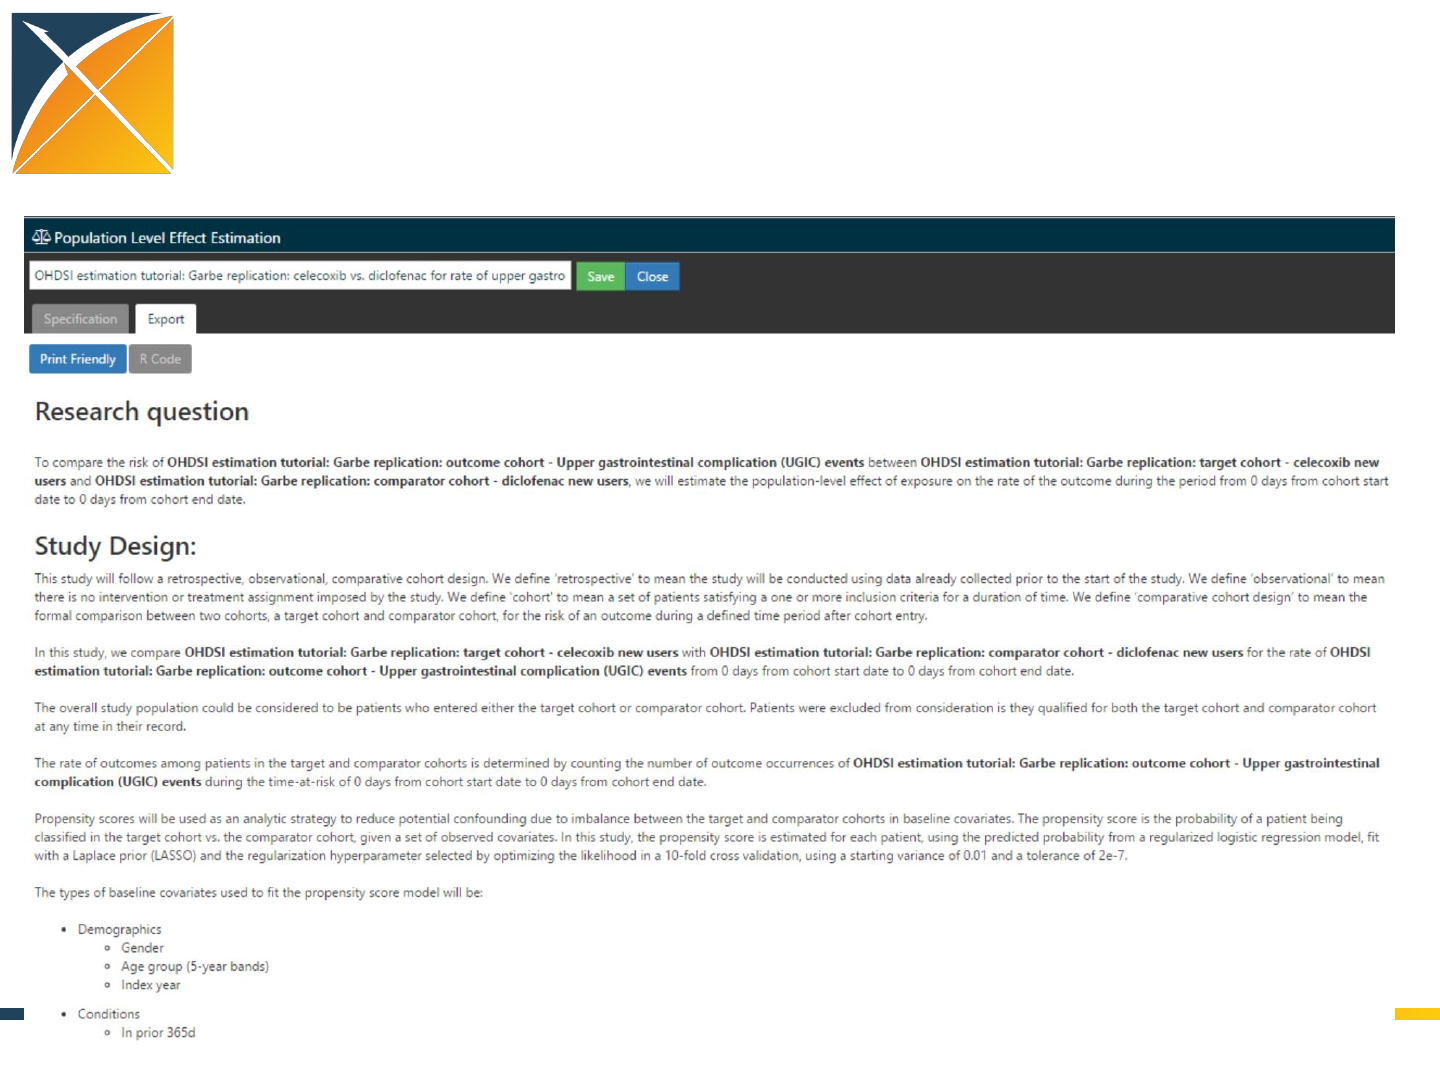 Population Level Effect Estimation
OHDSI estimation tutorial: Garbe replication: celecoxib vs. diclofenac for rate of upper gastro
Save
Close
Specification
Export
Print Friendly
R Code
Research question
To compare the risk of OHDSI estimation tutorial: Garbe replication: outcome cohort - Upper gastrointestinal complication (UGIC) events between OHDSI estimation tutorial: Garbe replication: target cohort - celecoxib new
users and OHDSI estimation tutorial: Garbe replication: comparator cohort - diclofenac new users, we will estimate the population-level effect of exposure on the rate of the outcome during the period from 0 days from cohort start
date to 0 days from cohort end date.
Study Design:
This study will follow a retrospective, observational, comparative cohort design. We define 'retrospective' to mean the study will be conducted using data already collected prior to the start of the study. We define 'observational' to mean
there is no intervention or treatment assignment imposed by the study. We define 'cohort' to mean a set of patients satisfying a one or more inclusion criteria for a duration of time. We define 'comparative cohort design' to mean the
formal comparison between two cohorts, a target cohort and comparator cohort, for the risk of an outcome during a defined time period after cohort entry.
In this study, we compare OHDSI estimation tutorial: Garbe replication: target cohort - celecoxib new users with OHDSI estimation tutorial: Garbe replication: comparator cohort - diclofenac new users for the rate of OHDSI
estimation tutorial: Garbe replication: outcome cohort - Upper gastrointestinal complication (UGIC) events from 0 days from cohort start date to 0 days from cohort end date.
The overall study population could be considered to be patients who entered either the target cohort or comparator cohort. Patients were excluded from consideration is they qualified for both the target cohort and comparator cohort
at any time in their record.
The rate of outcomes among patients in the target and comparator cohorts is determined by counting the number of outcome occurrences of OHDSI estimation tutorial: Garbe replication: outcome cohort - Upper gastrointestinal
complication (UGIC) events during the time-at-risk of 0 days from cohort start date to 0 days from cohort end date.
Propensity scores will be used as an analytic strategy to reduce potential confounding due to imbalance between the target and comparator cohorts in baseline covariates. The propensity score is the probability of a patient being
classified in the target cohort vs. the comparator cohort, given a set of observed covariates. In this study, the propensity score is estimated for each patient, using the predicted probability from a regularized logistic regression model, fit
with a Laplace prior (LASSO) and the regularization hyperparameter selected by optimizing the likelihood in a 10-fold cross validation, using a starting variance of 0.01 and a tolerance of 2e-7.
The types of baseline covariates used to fit the propensity score model will be:
• Demographics
Gender
Age group (5-year bands)
Index year
• Conditions
In prior 365d